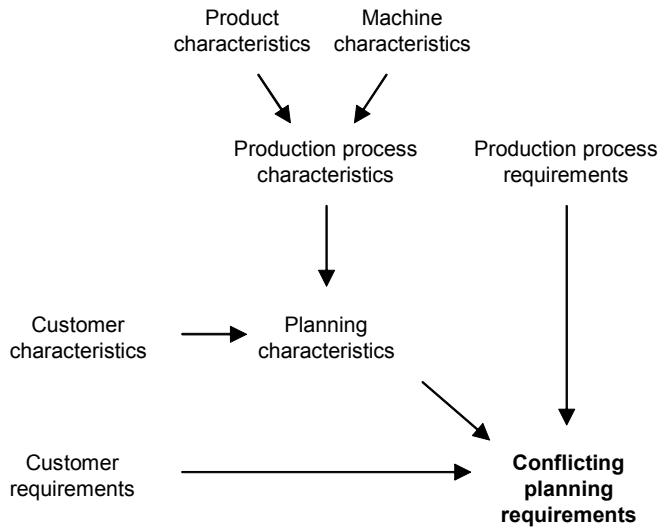 Product
characteristics
Machine
characteristics
Production process
characteristics
Production process
requirements
Customer
characteristics
Planning
characteristics
Customer
requirements
Conflicting
planning
requirements